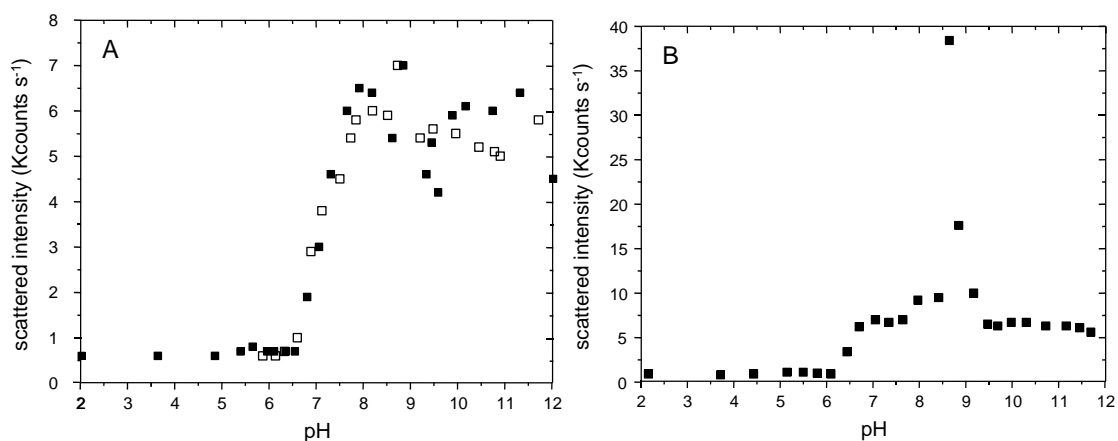 A
8
7
6
5
4
3
2
1
0
scattered intensity (Kcounts s⁻¹)
2 3 4 5 6 7 8 9 10 11 12
pH
B
40
35
30
25
20
15
10
5
0
scattered intensity (Kcounts s⁻¹)
2 3 4 5 6 7 8 9 10 11 12
pH